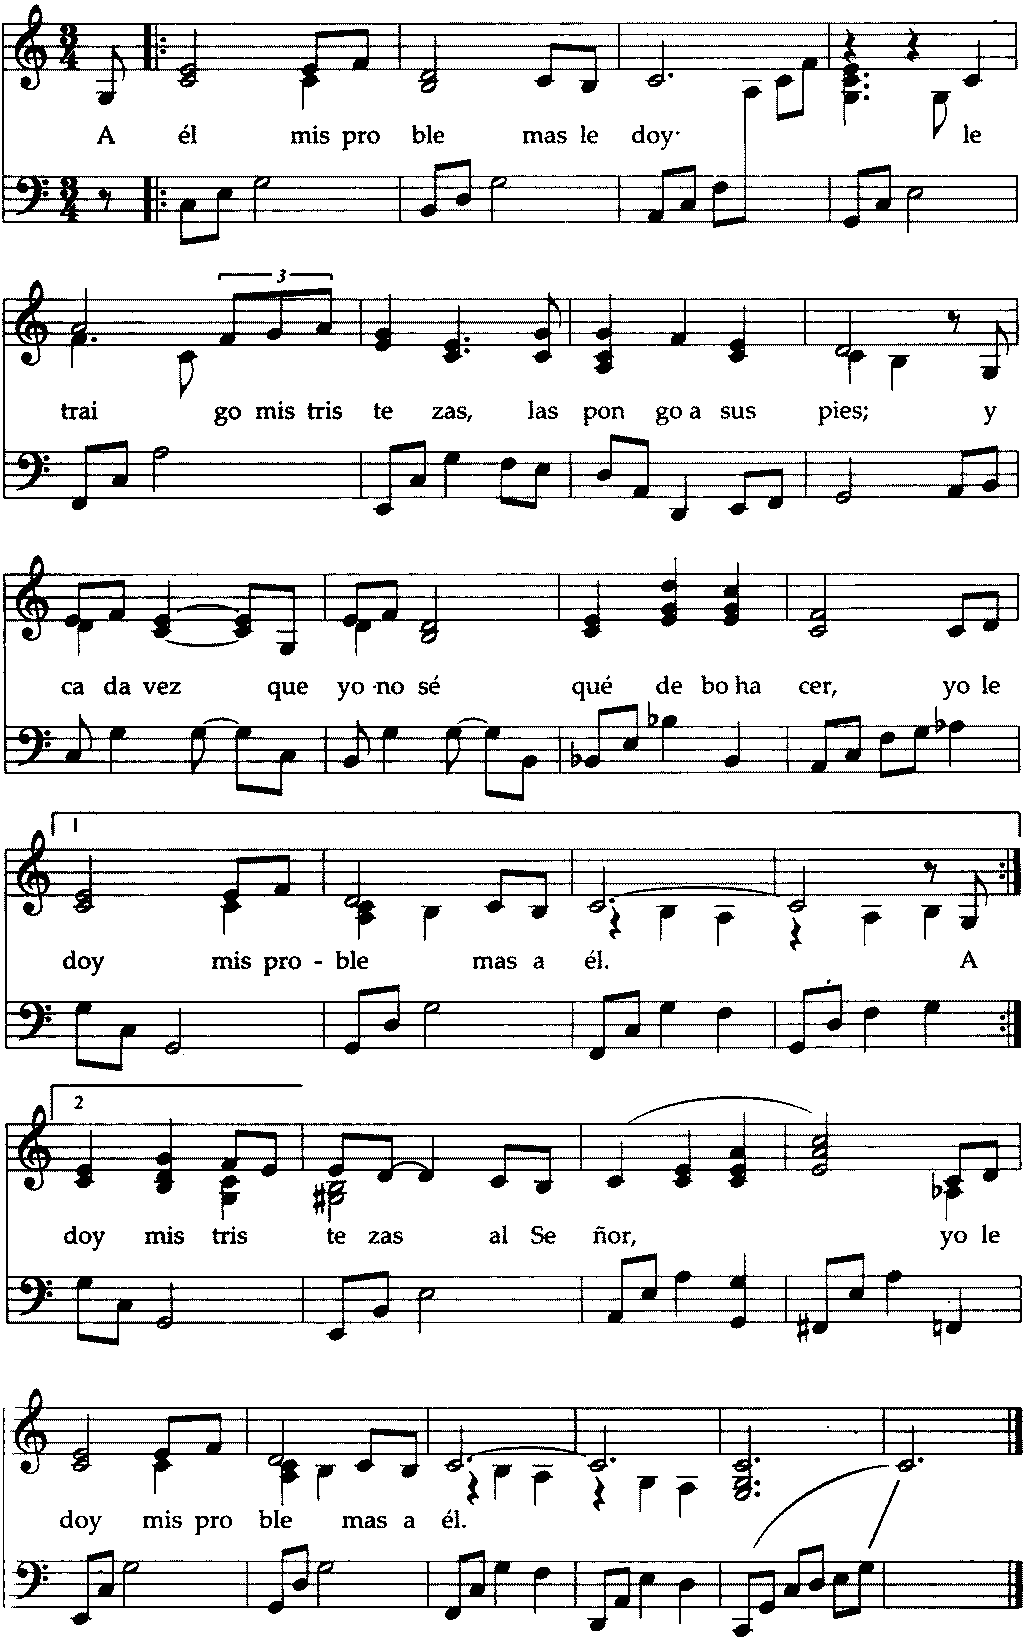 3
4
A él mis pro ble mas le doy le
3
4
3
trai go mis tris te zas, las pon go a sus pies; y
ca da vez que yo no sé qué de bo ha cer, yo le
1
doy mis pro - ble mas a él. A
2
doy mis tris te zas al Se ñor, yo le
doy mis pro ble mas a él.